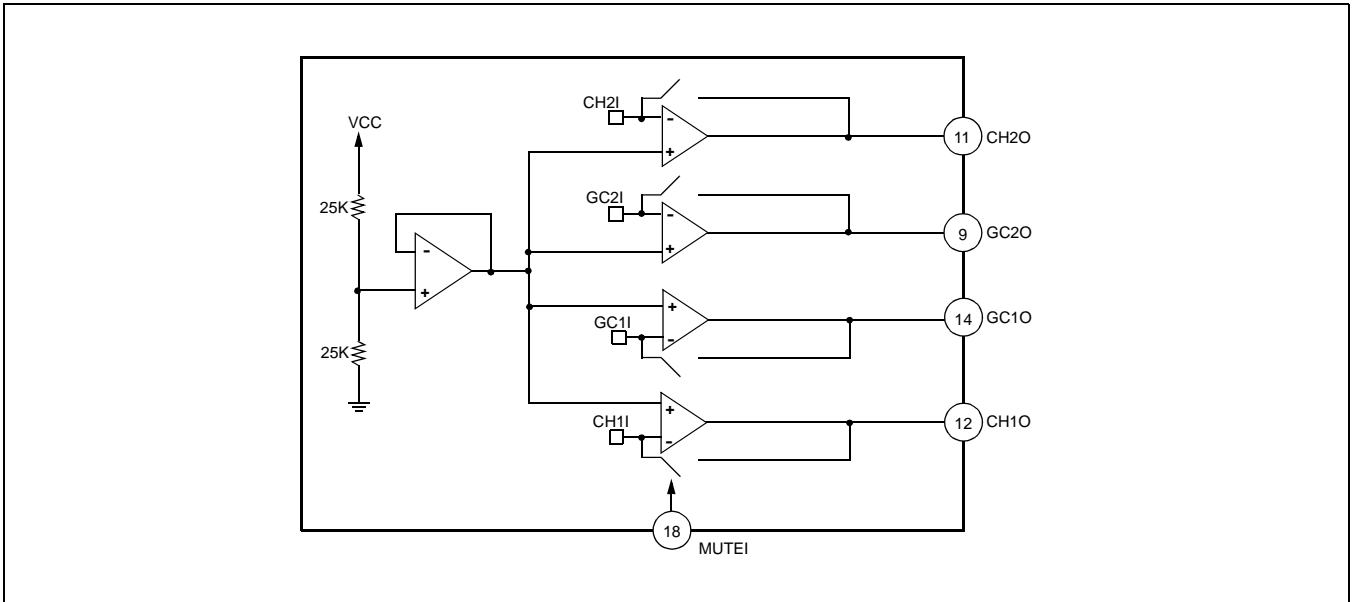 CH2I
-
+
11 CH2O
VCC
GC2I
-
+
9 GC2O
25K
-
+
+
GC1I
-
14 GC1O
25K
+
CH1I
-
12 CH1O
18
MUTEI